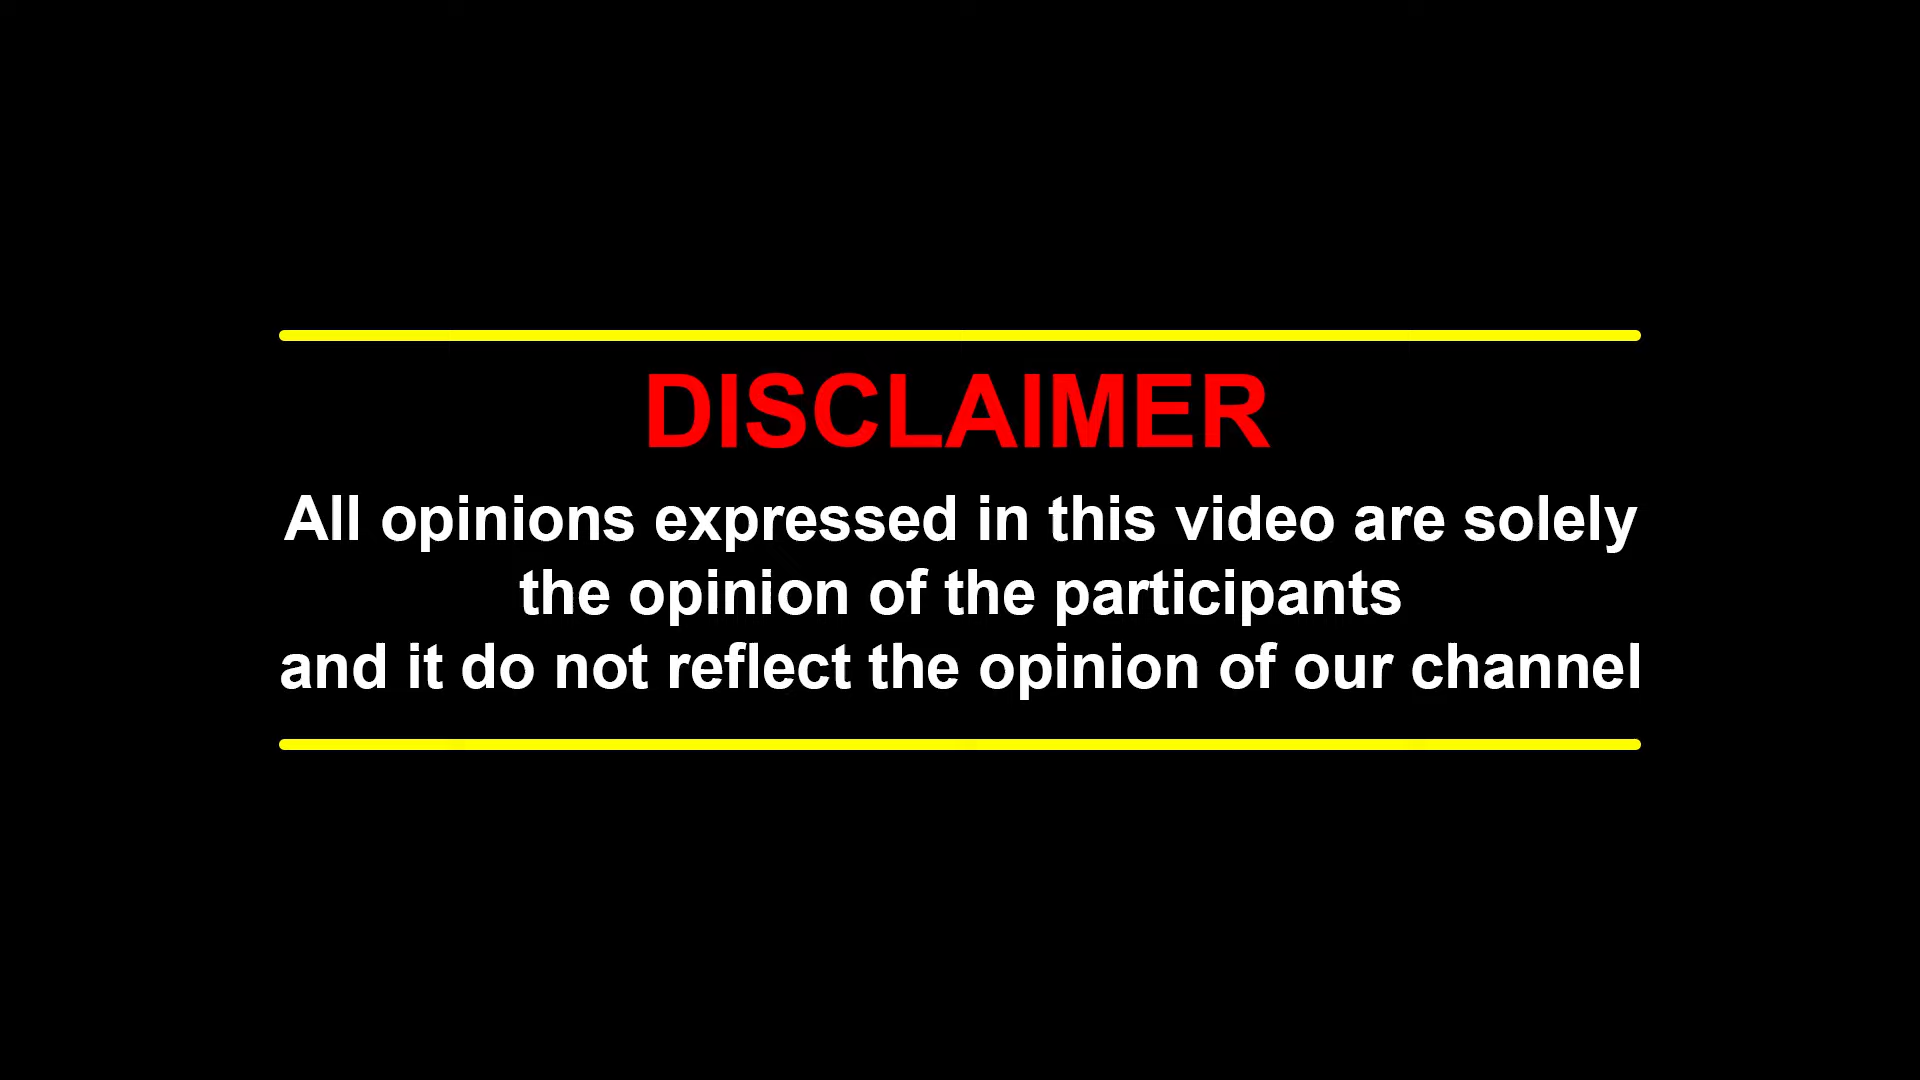 DISCLAIMER
All opinions expressed in this video are solely
the opinion of the participants
and it do not reflect the opinion of our channel